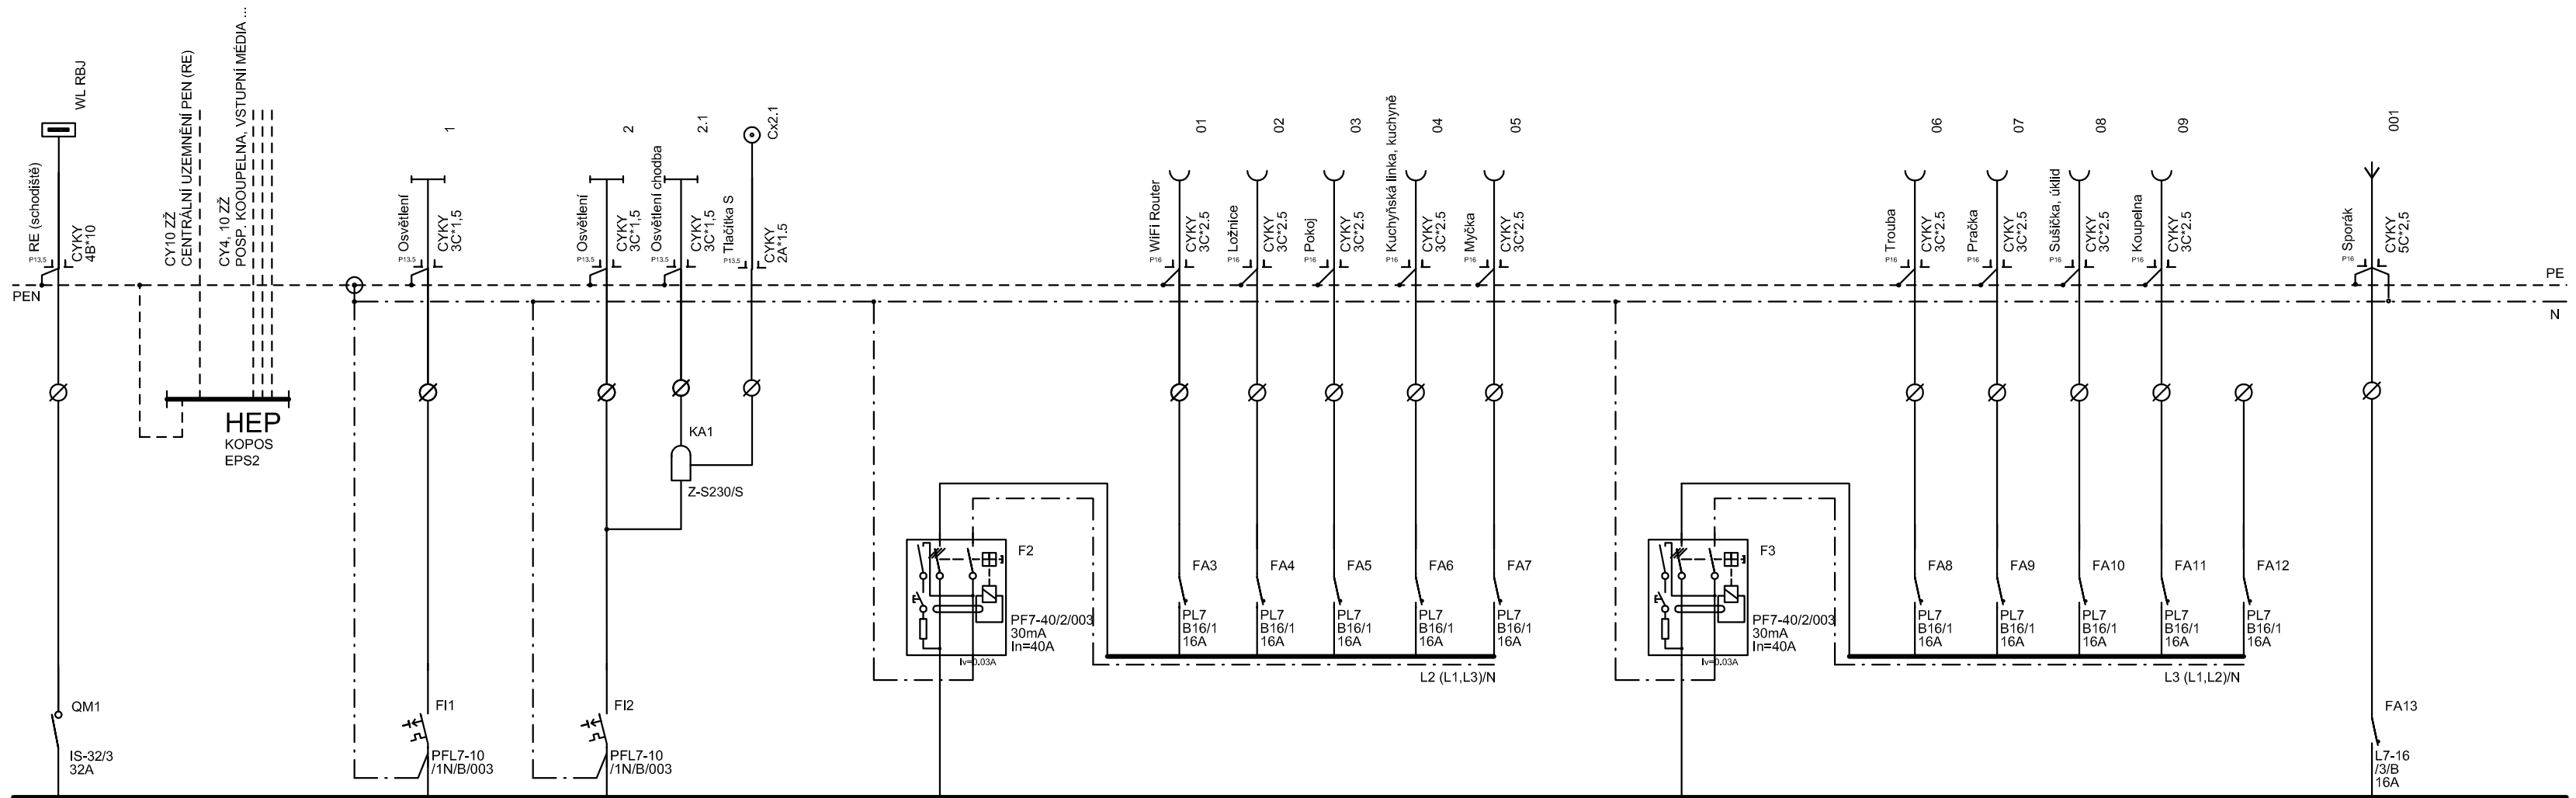 WL RBJ
RE (schodiště)
P13,5
CYKY
4B*10
PEN
QM1
IS-32/3
32A
CY10 ZŽ
CENTRÁLNÍ UZEMNĚNÍ PEN (RE)
CY4, 10 ZŽ
POSP. KOOUPELNA, VSTUPNÍ MÉDIA ...
HEP
KOPOS
EPS2
1
Osvětlení
P13.5
CYKY
3C*1,5
FI1
PFL7-10
/1N/B/003
2
Osvětlení
P13.5
CYKY
3C*1,5
FI2
PFL7-10
/1N/B/003
2.1
Osvětlení chodba
P13.5
CYKY
3C*1,5
KA1
Z-S230/S
Cx2.1
Tlačítka S
P13.5
CYKY
2A*1.5
F2
PF7-40/2/003
30mA
In=40A
Iv=0.03A
01
WiFi Router
P16
CYKY
3C*2.5
FA3
PL7
B16/1
16A
02
Ložnice
P16
CYKY
3C*2.5
FA4
PL7
B16/1
16A
03
Pokoj
P16
CYKY
3C*2.5
FA5
PL7
B16/1
16A
04
Kuchyňská linka, kuchyně
P16
CYKY
3C*2.5
FA6
PL7
B16/1
16A
05
Myčka
P16
CYKY
3C*2.5
FA7
PL7
B16/1
16A
L2 (L1,L3)/N
F3
PF7-40/2/003
30mA
In=40A
Iv=0.03A
06
Trouba
P16
CYKY
3C*2.5
FA8
PL7
B16/1
16A
07
Pračka
P16
CYKY
3C*2.5
FA9
PL7
B16/1
16A
08
Sušička, úklid
P16
CYKY
3C*2.5
FA10
PL7
B16/1
16A
09
Koupelna
P16
CYKY
3C*2.5
FA11
PL7
B16/1
16A
FA12
PL7
B16/1
16A
L3 (L1,L2)/N
001
Sporák
P16
CYKY
5C*2,5
FA13
L7-16
/3/B
16A
PE
N